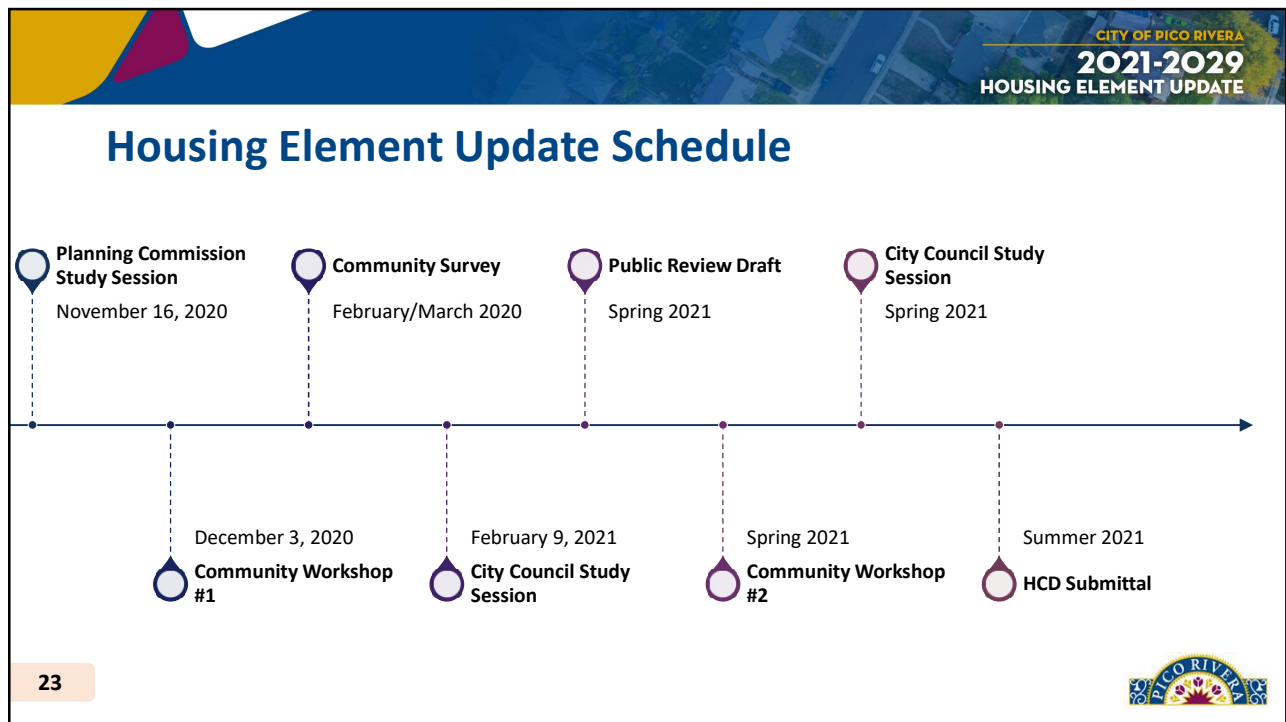 CITY OF PICO RIVERA
2021-2029
HOUSING ELEMENT UPDATE
Housing Element Update Schedule
Planning Commission
Study Session
November 16, 2020
Community Survey
February/March 2020
Public Review Draft
Spring 2021
City Council Study
Session
Spring 2021
December 3, 2020
Community Workshop
#1
February 9, 2021
City Council Study
Session
Spring 2021
Community Workshop
#2
Summer 2021
HCD Submittal
23
PICO RIVERA